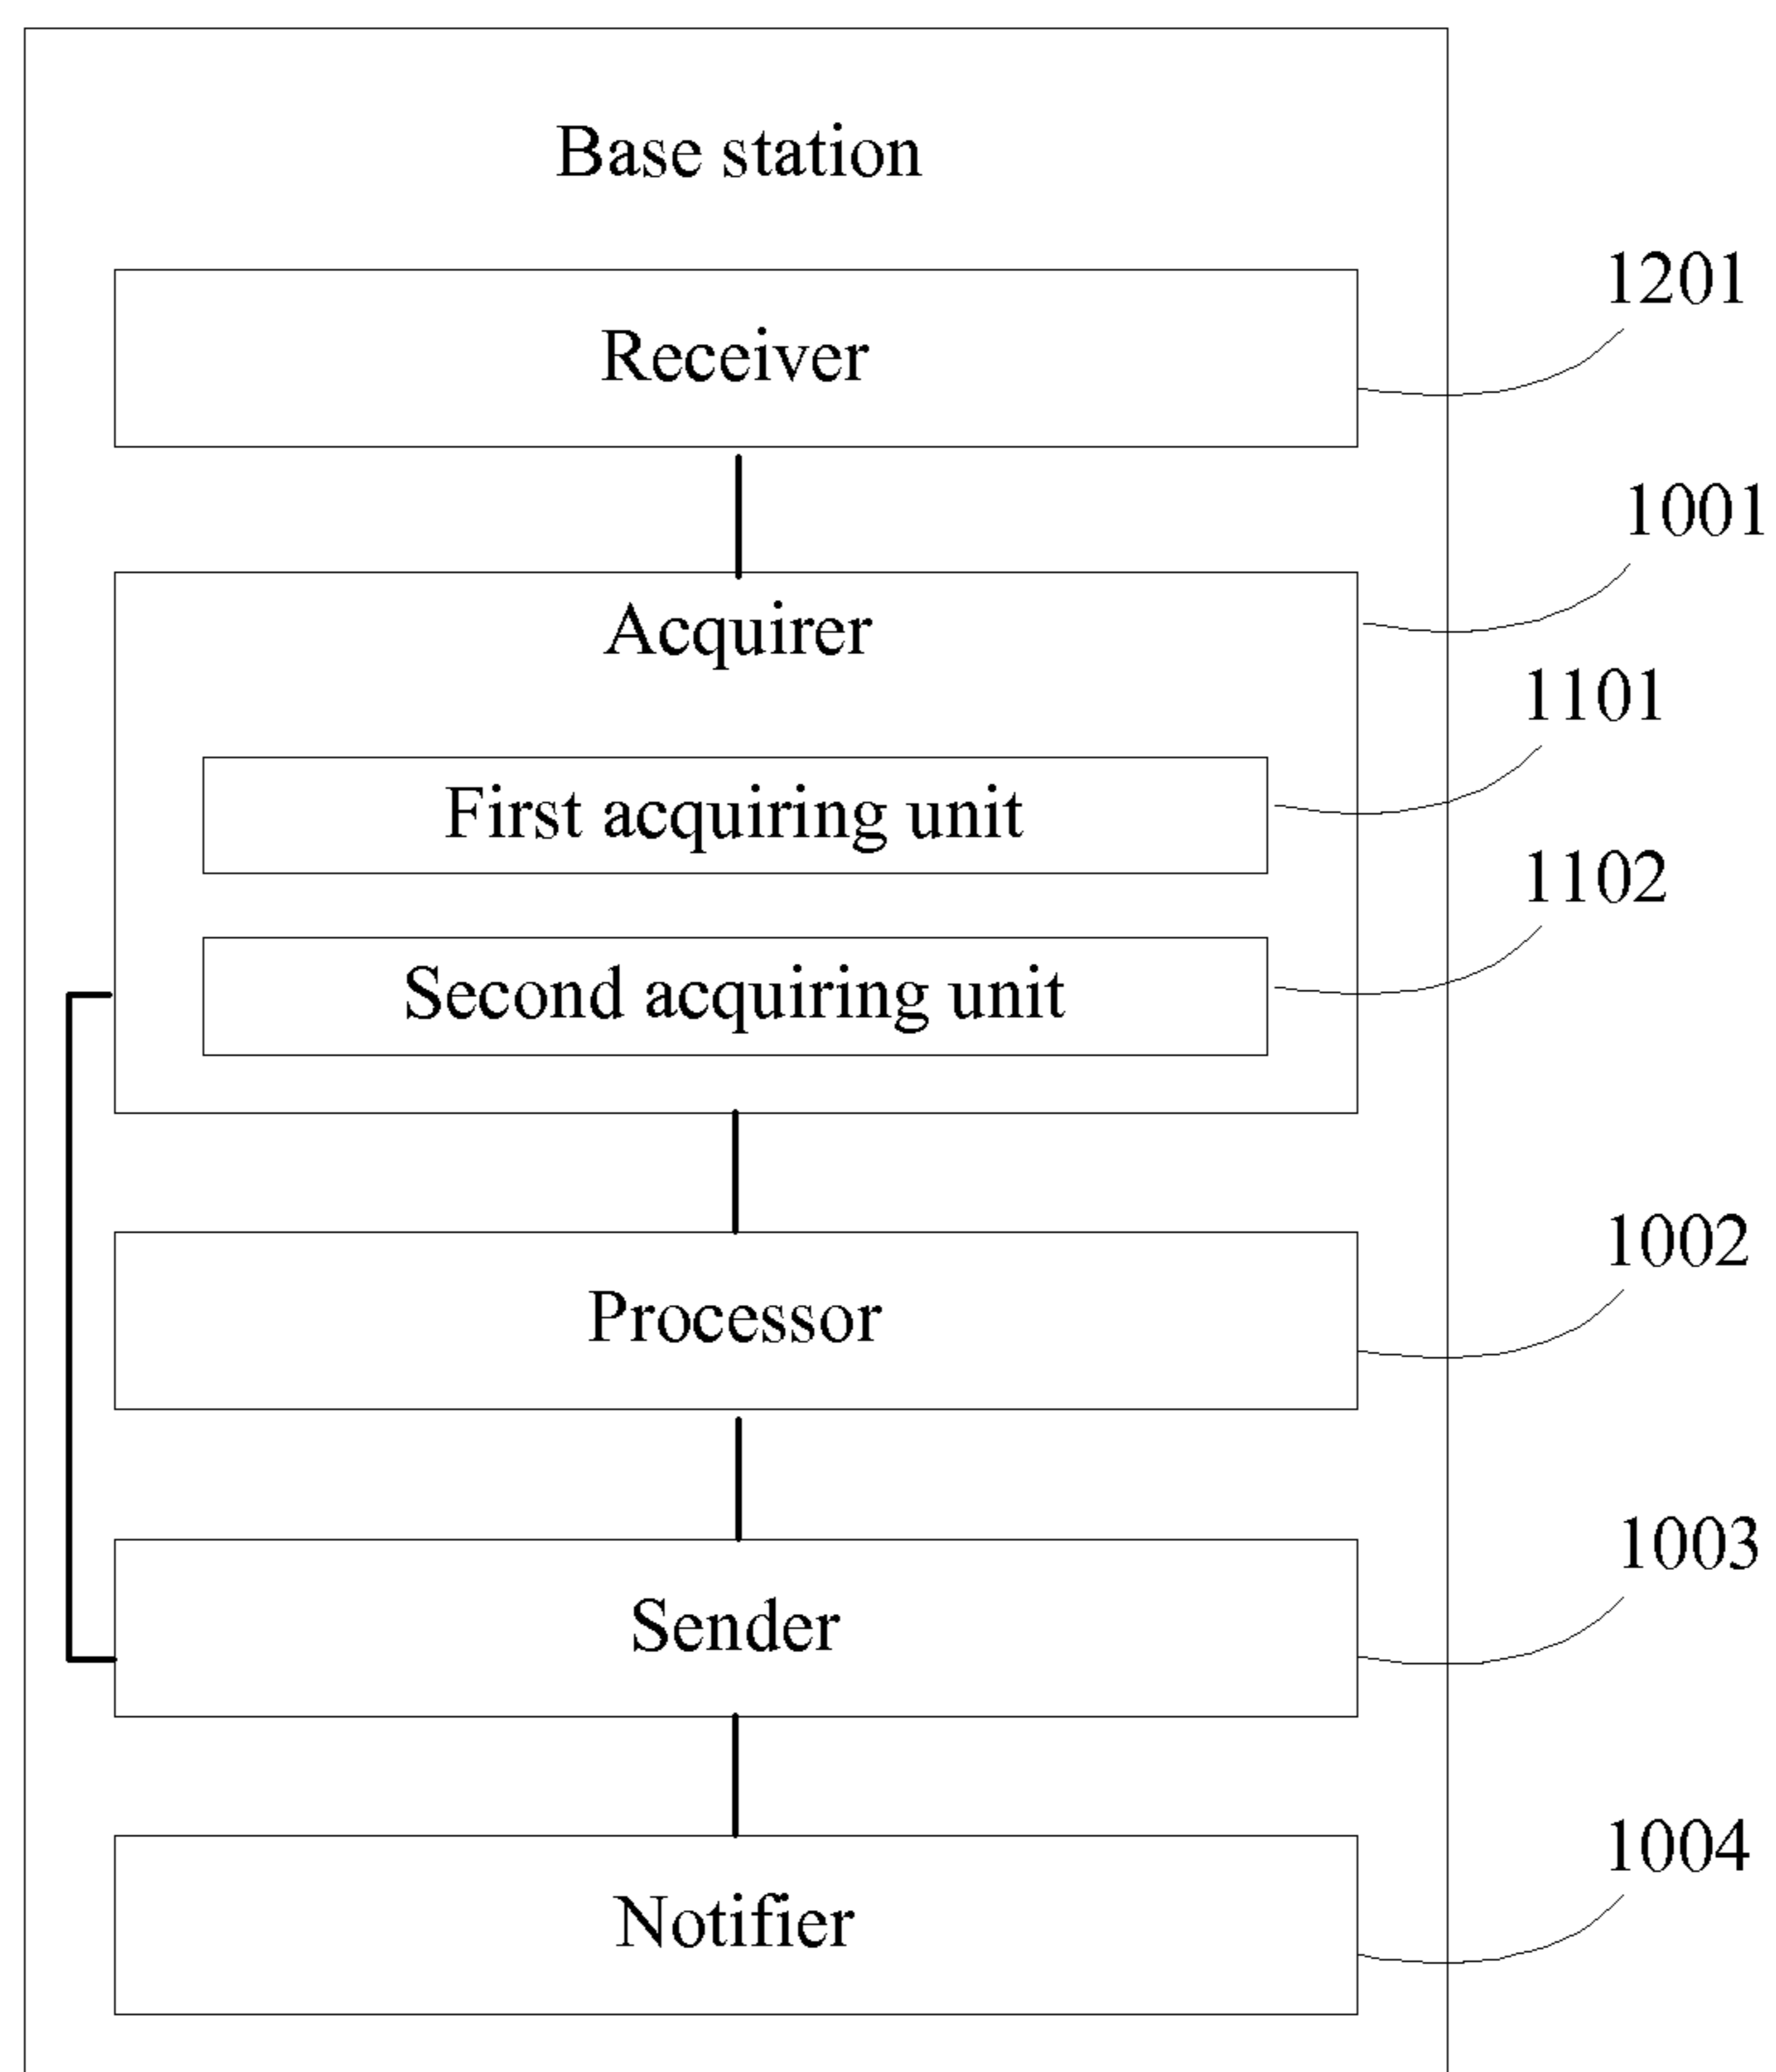 Base station
Receiver
1201
1001
Acquirer
1101
First acquiring unit
1102
Second acquiring unit
1002
Processor
1003
Sender
1004
Notifier